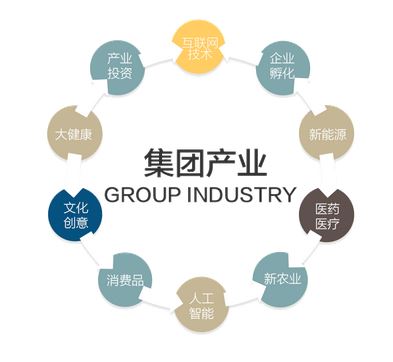 互联网
技术
企业
孵化
新能源
医药
医疗
新农业
人工
智能
消费品
文化
创意
大健康
产业
投资
集团产业
GROUP INDUSTRY